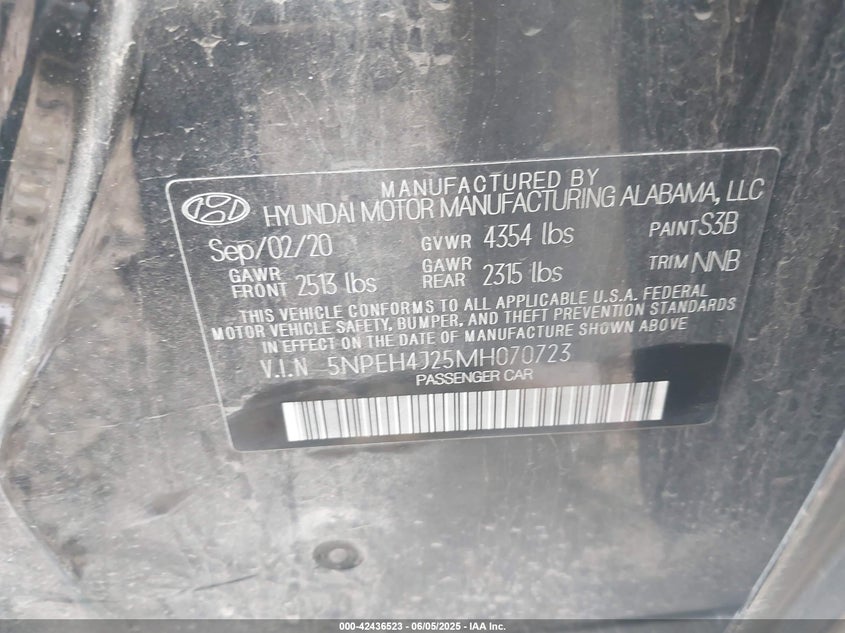 MANUFACTURED BY
HYUNDAI MOTOR MANUFACTURING ALABAMA, LLC
Sep/02/20 GVWR 4354 lbs PAINT S3B
GAWR FRONT 2513 lbs GAWR REAR 2315 lbs TRIM NNB
THIS VEHICLE CONFORMS TO ALL APPLICABLE U.S.A. FEDERAL
MOTOR VEHICLE SAFETY, BUMPER, AND THEFT PREVENTION STANDARDS
IN EFFECT ON THE DATE OF MANUFACTURE SHOWN ABOVE
V.I.N 5NPEH4J25MH070723
PASSENGER CAR
000-42436523 - 06/05/2025 - IAA Inc.